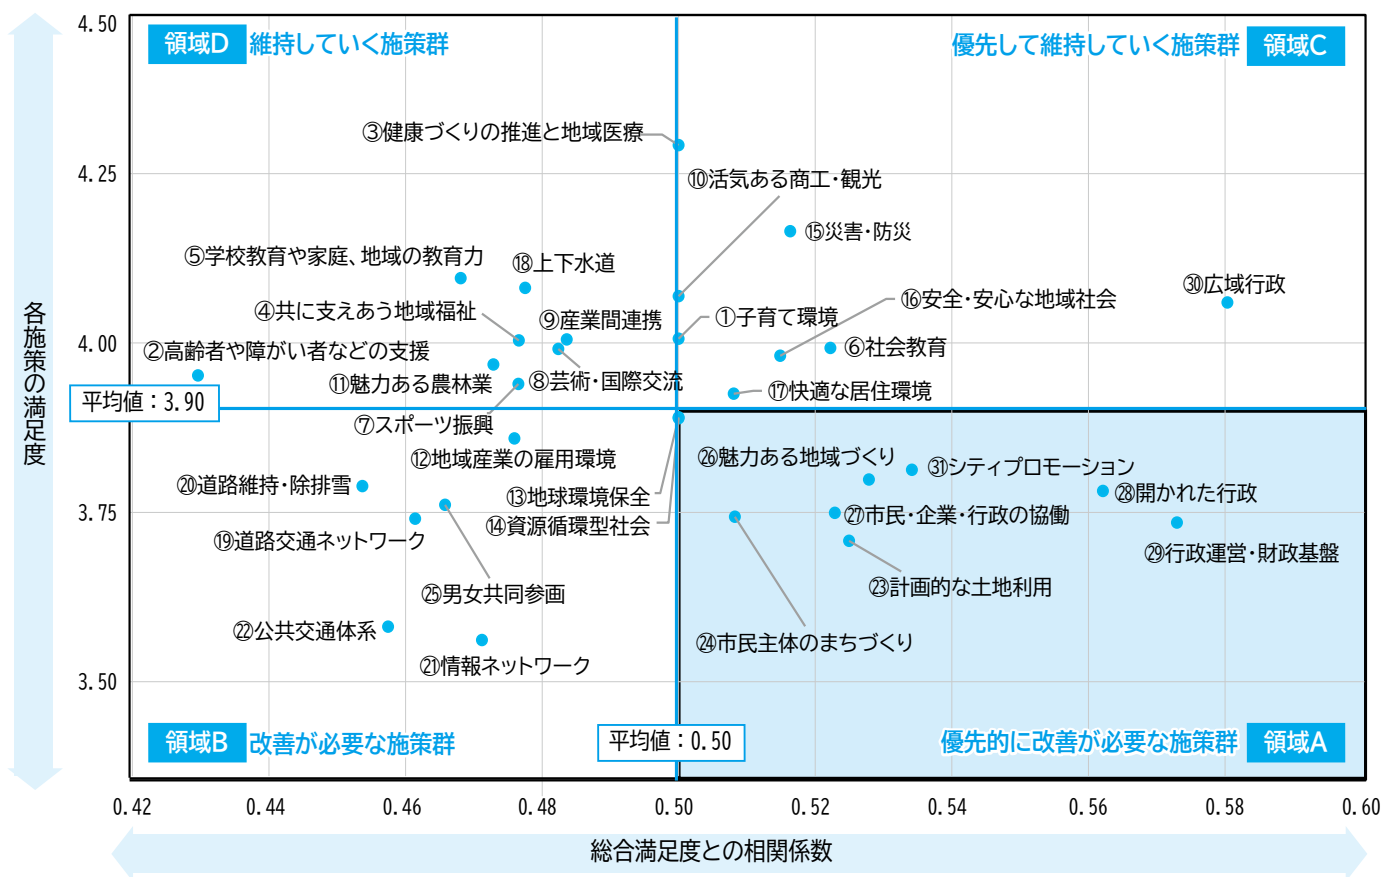 4.50
領域D 維持していく施策群
優先して維持していく施策群 領域C
③健康づくりの推進と地域医療
4.25
⑩活気ある商工・観光
⑮災害・防災
⑤学校教育や家庭、地域の教育力
⑱上下水道
㉚広域行政
⑯安全・安心な地域社会
④共に支えあう地域福祉
⑨産業間連携
①子育て環境
4.00
②高齢者や障がい者などの支援
⑥社会教育
⑪魅力ある農林業
⑧芸術・国際交流
⑰快適な居住環境
各施策の満足度
平均値：3.90
⑦スポーツ振興
⑫地域産業の雇用環境
㉖魅力ある地域づくり
㉛シティプロモーション
⑳道路維持・除排雪
⑬地球環境保全
㉘開かれた行政
3.75
⑭資源循環型社会
㉗市民・企業・行政の協働
⑲道路交通ネットワーク
㉙行政運営・財政基盤
㉕男女共同参画
㉓計画的な土地利用
㉒公共交通体系
㉔市民主体のまちづくり
㉑情報ネットワーク
3.50
領域B 改善が必要な施策群
平均値：0.50
優先的に改善が必要な施策群 領域A
0.42 0.44 0.46 0.48 0.50 0.52 0.54 0.56 0.58 0.60
総合満足度との相関係数